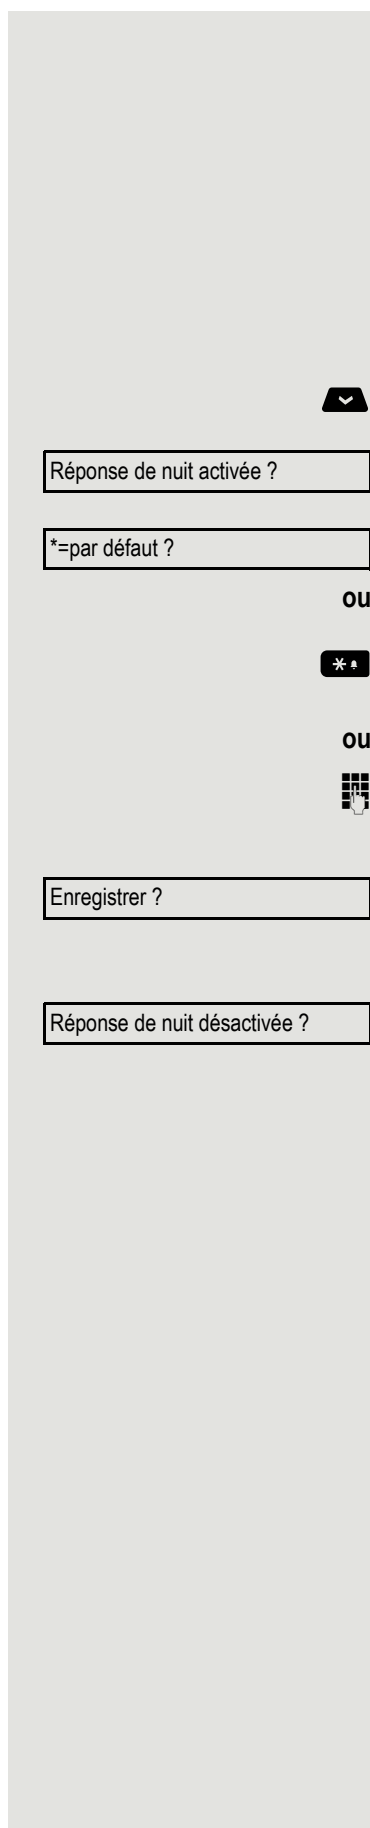 Réponse de nuit activée ?
*=par défaut ?
ou
ou
Enregistrer ?
Réponse de nuit désactivée ?